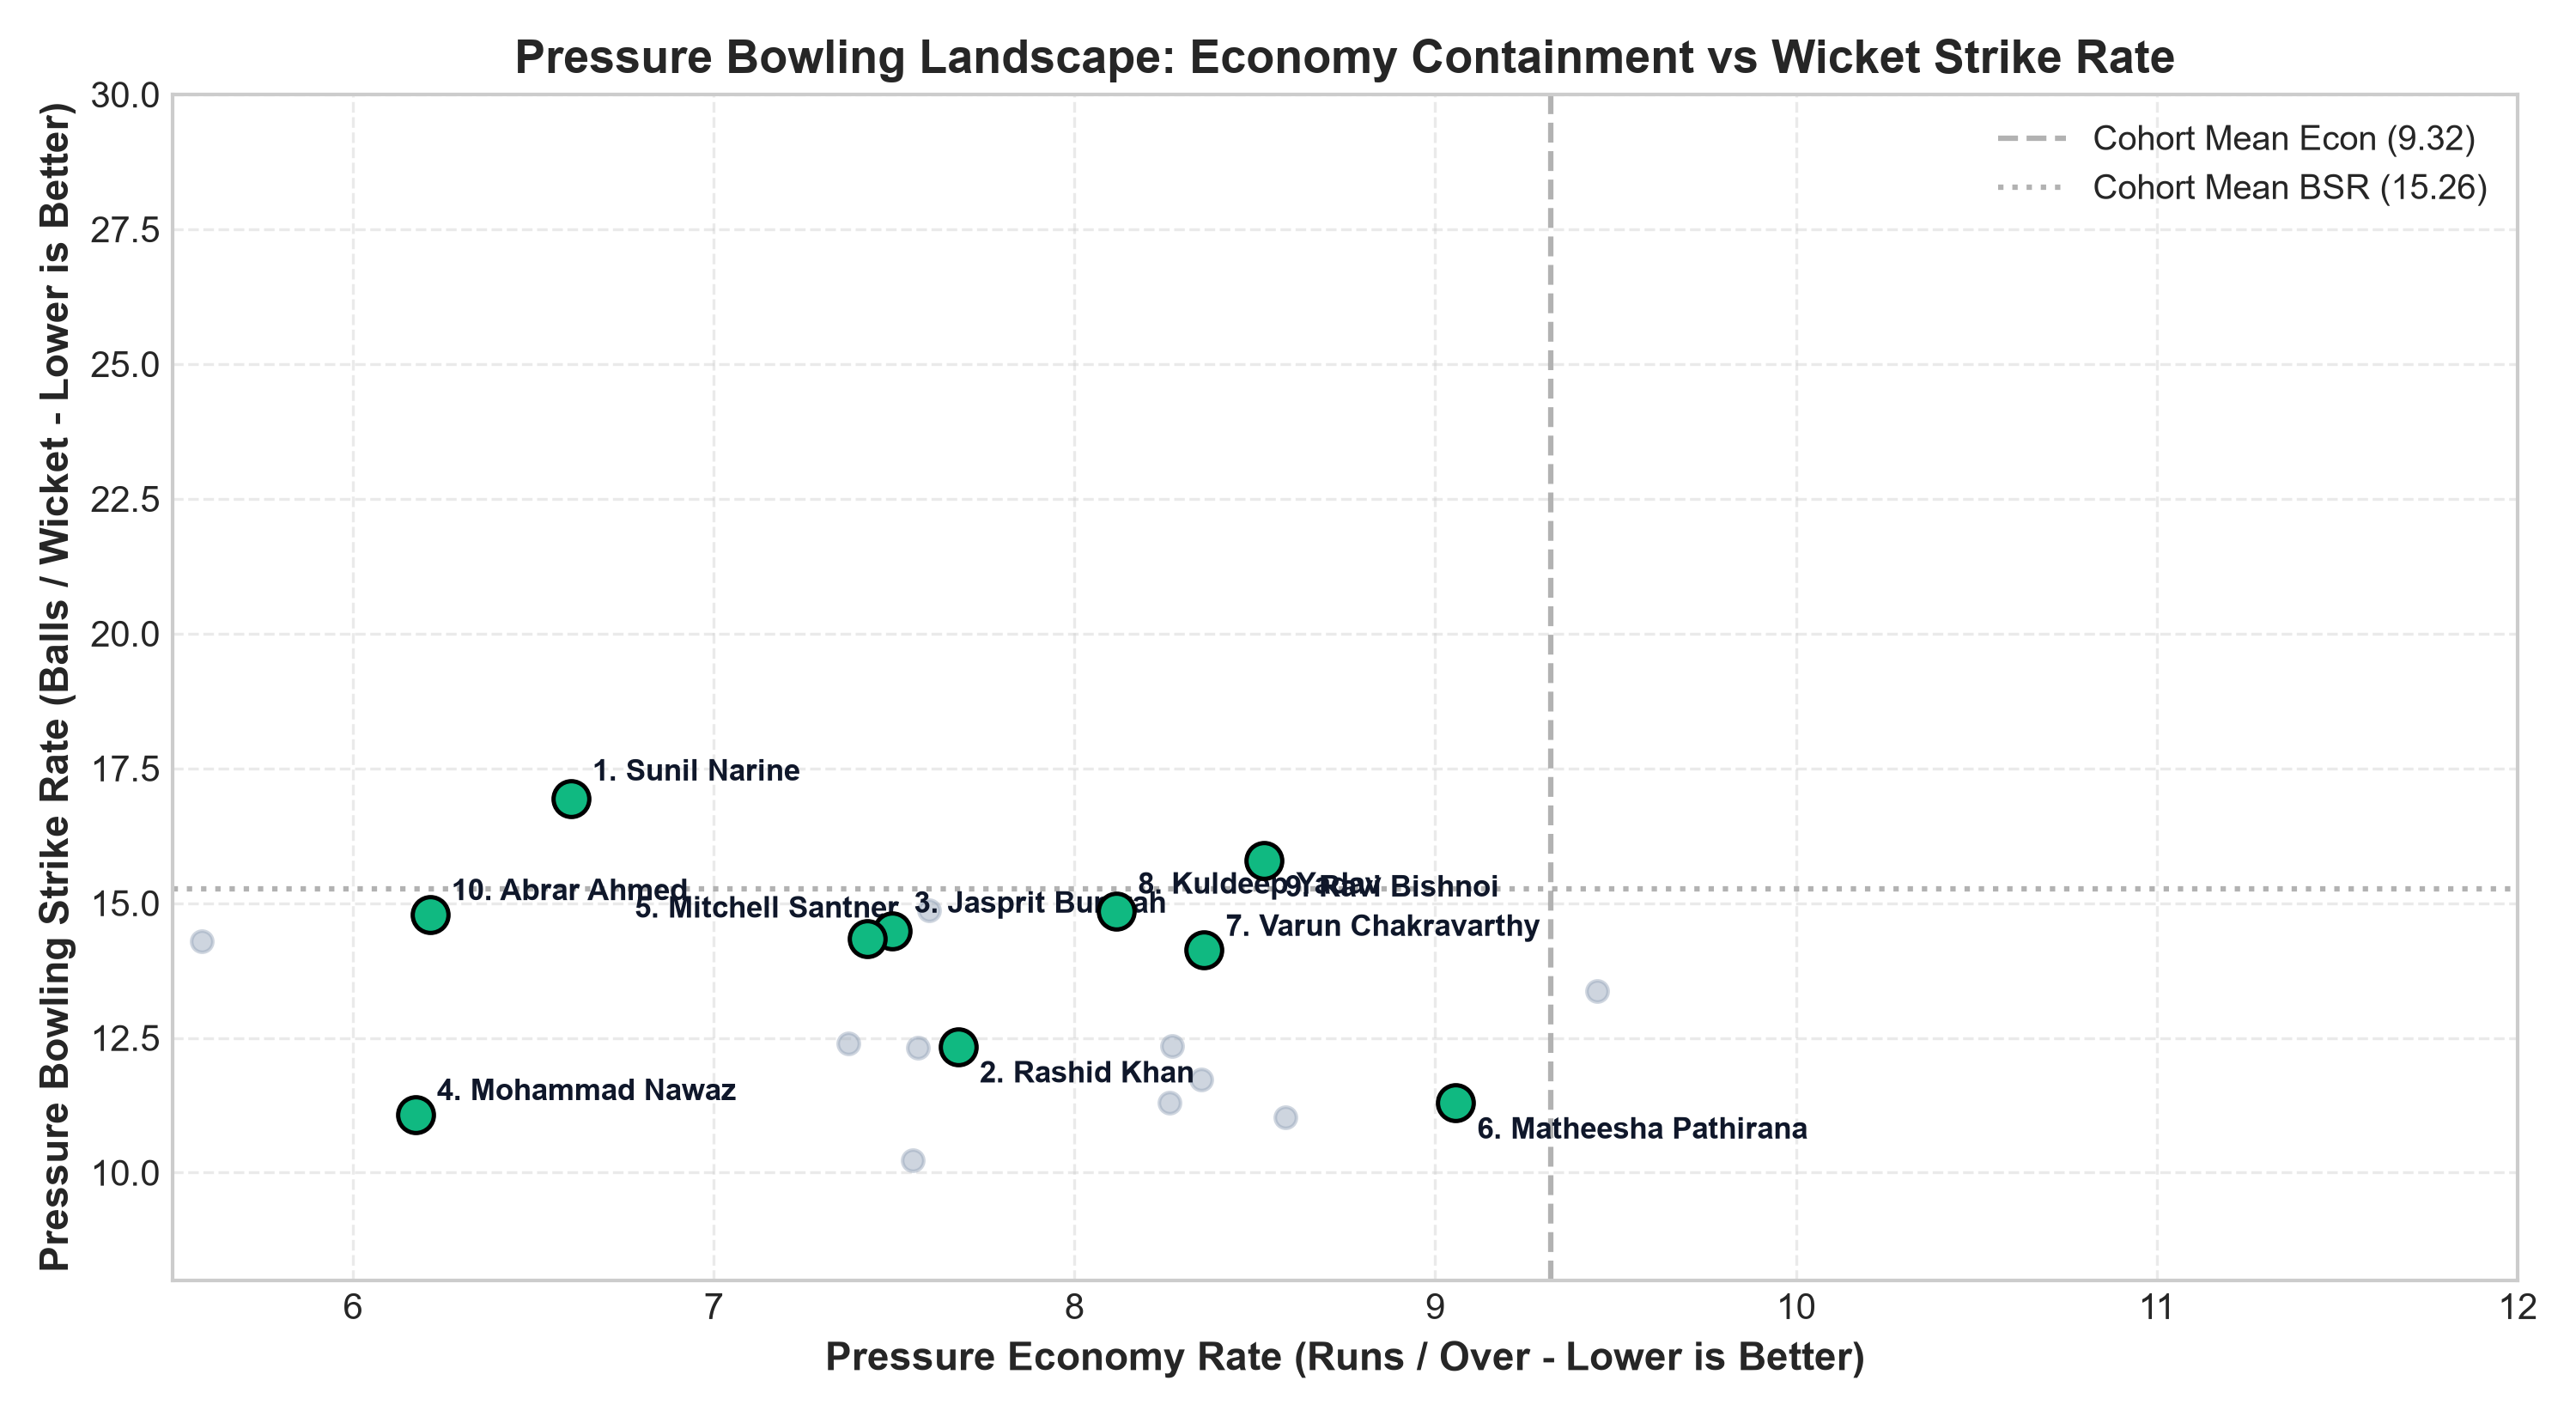 Pressure Bowling Landscape: Economy Containment vs Wicket Strike Rate
Pressure Bowling Strike Rate (Balls / Wicket - Lower is Better)
30.0
27.5
25.0
22.5
20.0
17.5
15.0
12.5
10.0
Cohort Mean Econ (9.32)
Cohort Mean BSR (15.26)
1. Sunil Narine
8. Kuldeep Yadav
9. Ravi Bishnoi
10. Abrar Ahmed
5. Mitchell Santner
3. Jasprit Bumrah
7. Varun Chakravarthy
2. Rashid Khan
4. Mohammad Nawaz
6. Matheesha Pathirana
6
7
8
9
10
11
12
Pressure Economy Rate (Runs / Over - Lower is Better)